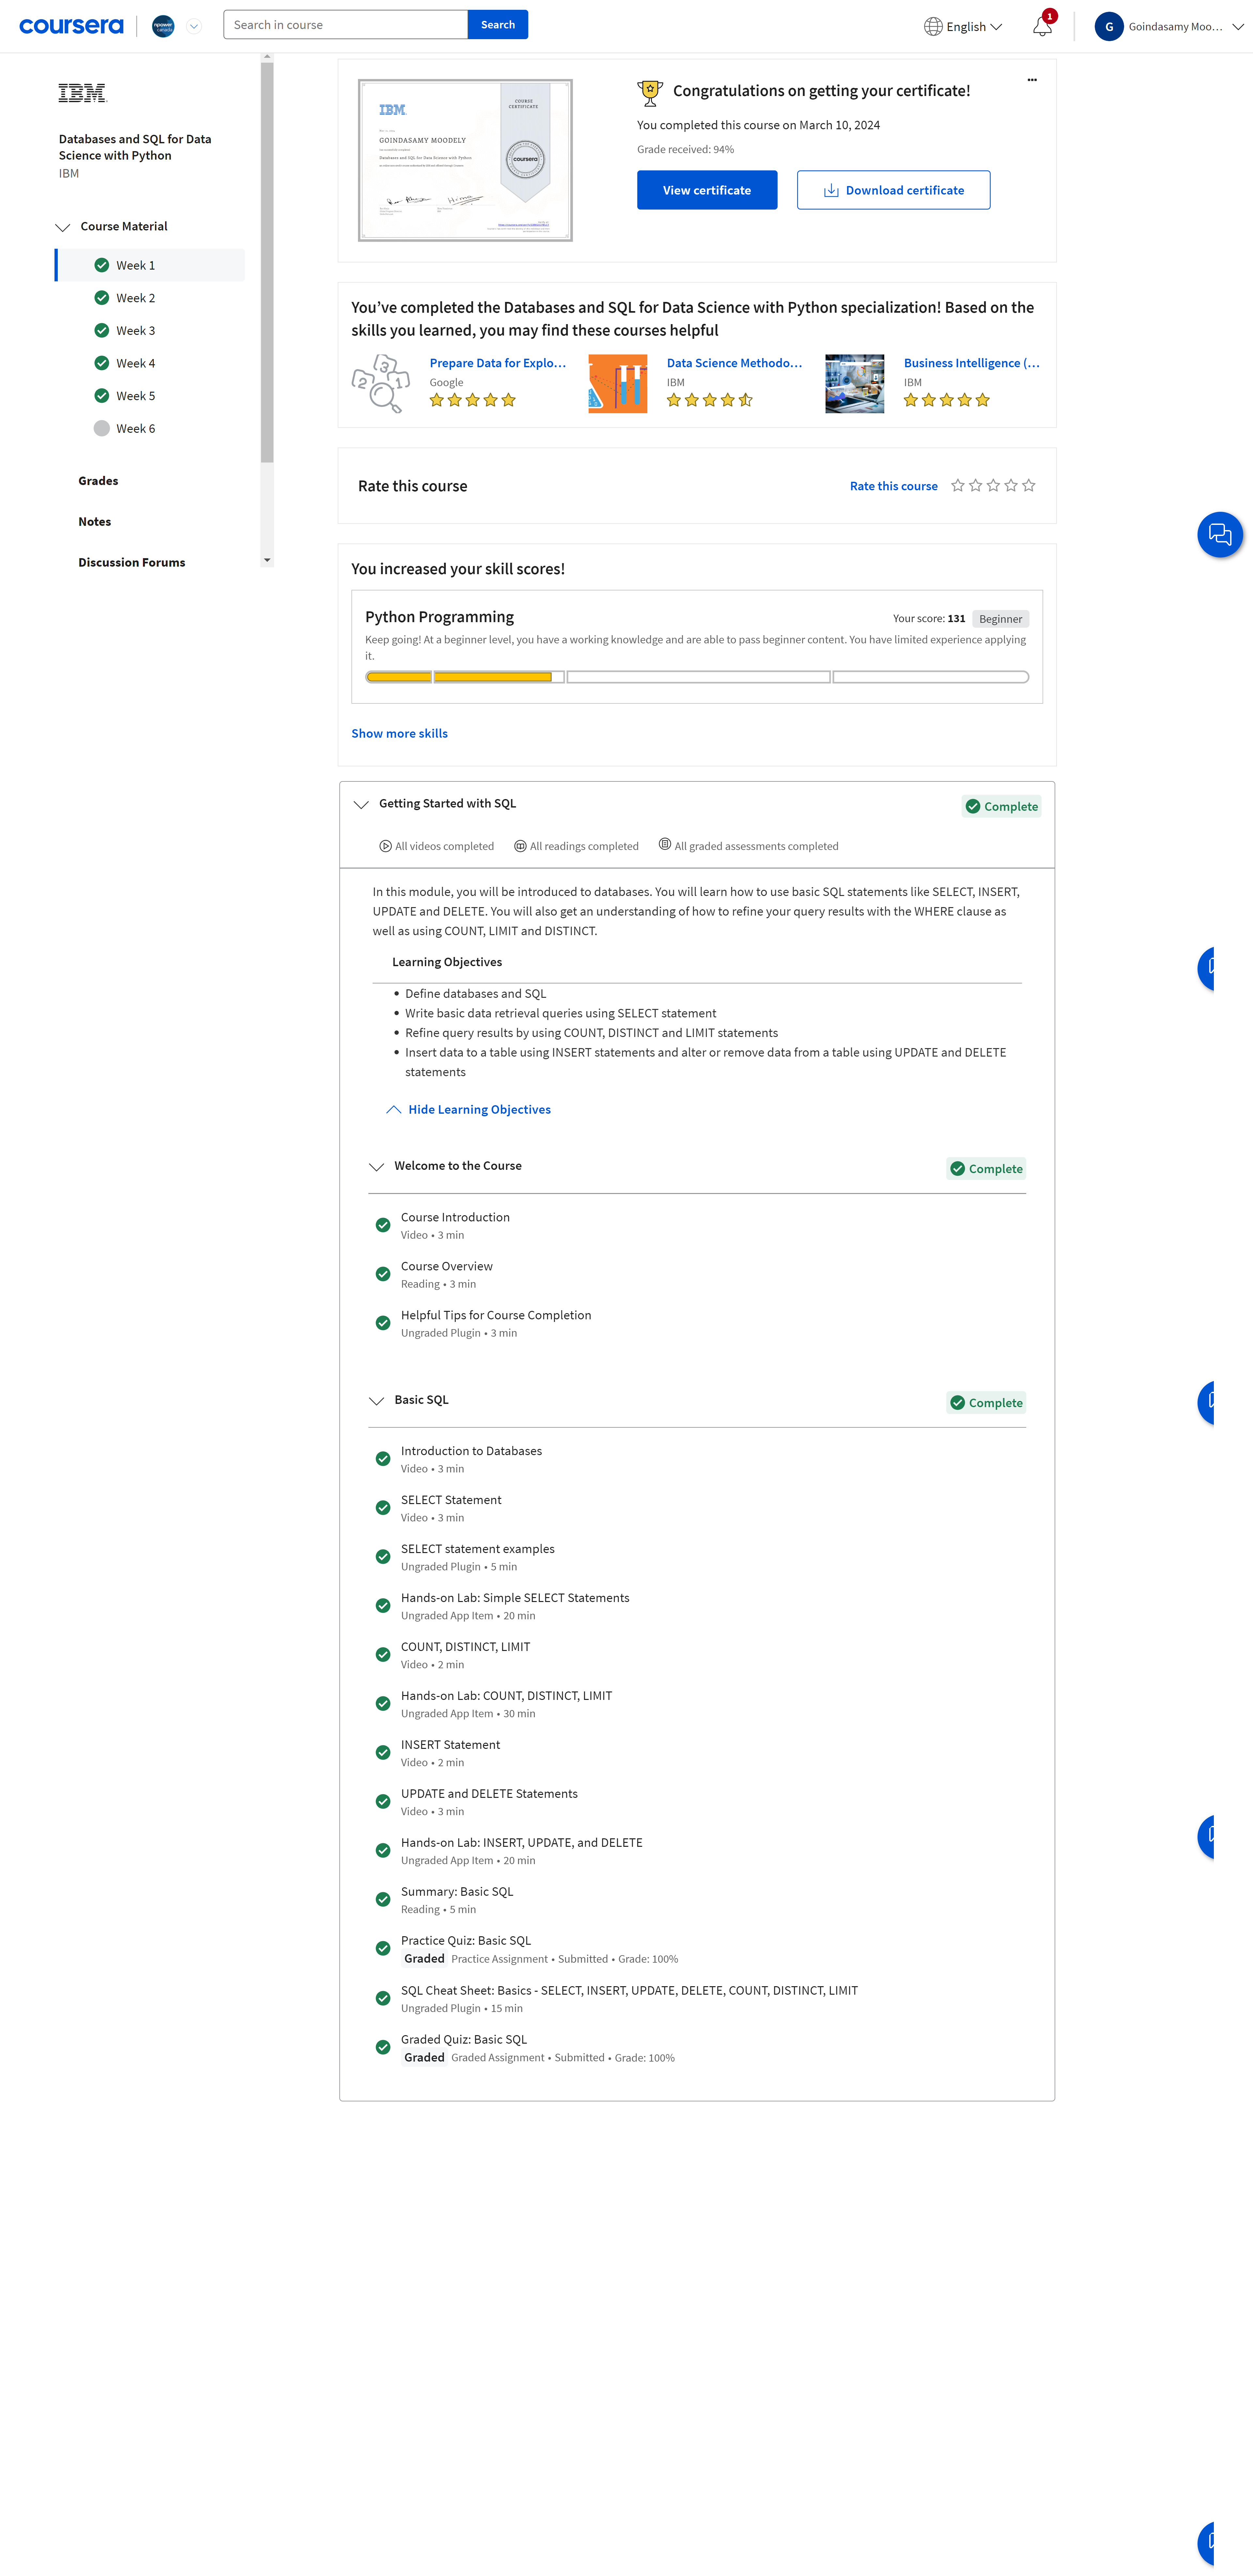 coursera
npower
canada
Search in course
Search
English
1
G
Goindasamy Moo...
IBM
Databases and SQL for Data
Science with Python
IBM
Course Material
Week 1
Week 2
Week 3
Week 4
Week 5
Week 6
Grades
Notes
Discussion Forums
IBM
GOINDASAMY MOODELY
Databases and SQL for Data Science with Python
COURSE
CERTIFICATE
coursera
Congratulations on getting your certificate!
You completed this course on March 10, 2024
Grade received: 94%
View certificate
Download certificate
You’ve completed the Databases and SQL for Data Science with Python specialization! Based on the
skills you learned, you may find these courses helpful
Prepare Data for Explo...
Google
Data Science Methodo...
IBM
Business Intelligence (...
IBM
Rate this course
Rate this course
You increased your skill scores!
Python Programming
Your score: 131
Beginner
Keep going! At a beginner level, you have a working knowledge and are able to pass beginner content. You have limited experience applying
it.
Show more skills
Getting Started with SQL
Complete
All videos completed
All readings completed
All graded assessments completed
In this module, you will be introduced to databases. You will learn how to use basic SQL statements like SELECT, INSERT,
UPDATE and DELETE. You will also get an understanding of how to refine your query results with the WHERE clause as
well as using COUNT, LIMIT and DISTINCT.
Learning Objectives
• Define databases and SQL
• Write basic data retrieval queries using SELECT statement
• Refine query results by using COUNT, DISTINCT and LIMIT statements
• Insert data to a table using INSERT statements and alter or remove data from a table using UPDATE and DELETE
statements
Hide Learning Objectives
Welcome to the Course
Complete
Course Introduction
Video • 3 min
Course Overview
Reading • 3 min
Helpful Tips for Course Completion
Ungraded Plugin • 3 min
Basic SQL
Complete
Introduction to Databases
Video • 3 min
SELECT Statement
Video • 3 min
SELECT statement examples
Ungraded Plugin • 5 min
Hands-on Lab: Simple SELECT Statements
Ungraded App Item • 20 min
COUNT, DISTINCT, LIMIT
Video • 2 min
Hands-on Lab: COUNT, DISTINCT, LIMIT
Ungraded App Item • 30 min
INSERT Statement
Video • 2 min
UPDATE and DELETE Statements
Video • 3 min
Hands-on Lab: INSERT, UPDATE, and DELETE
Ungraded App Item • 20 min
Summary: Basic SQL
Reading • 5 min
Practice Quiz: Basic SQL
Graded Practice Assignment • Submitted • Grade: 100%
SQL Cheat Sheet: Basics - SELECT, INSERT, UPDATE, DELETE, COUNT, DISTINCT, LIMIT
Ungraded Plugin • 15 min
Graded Quiz: Basic SQL
Graded Graded Assignment • Submitted • Grade: 100%